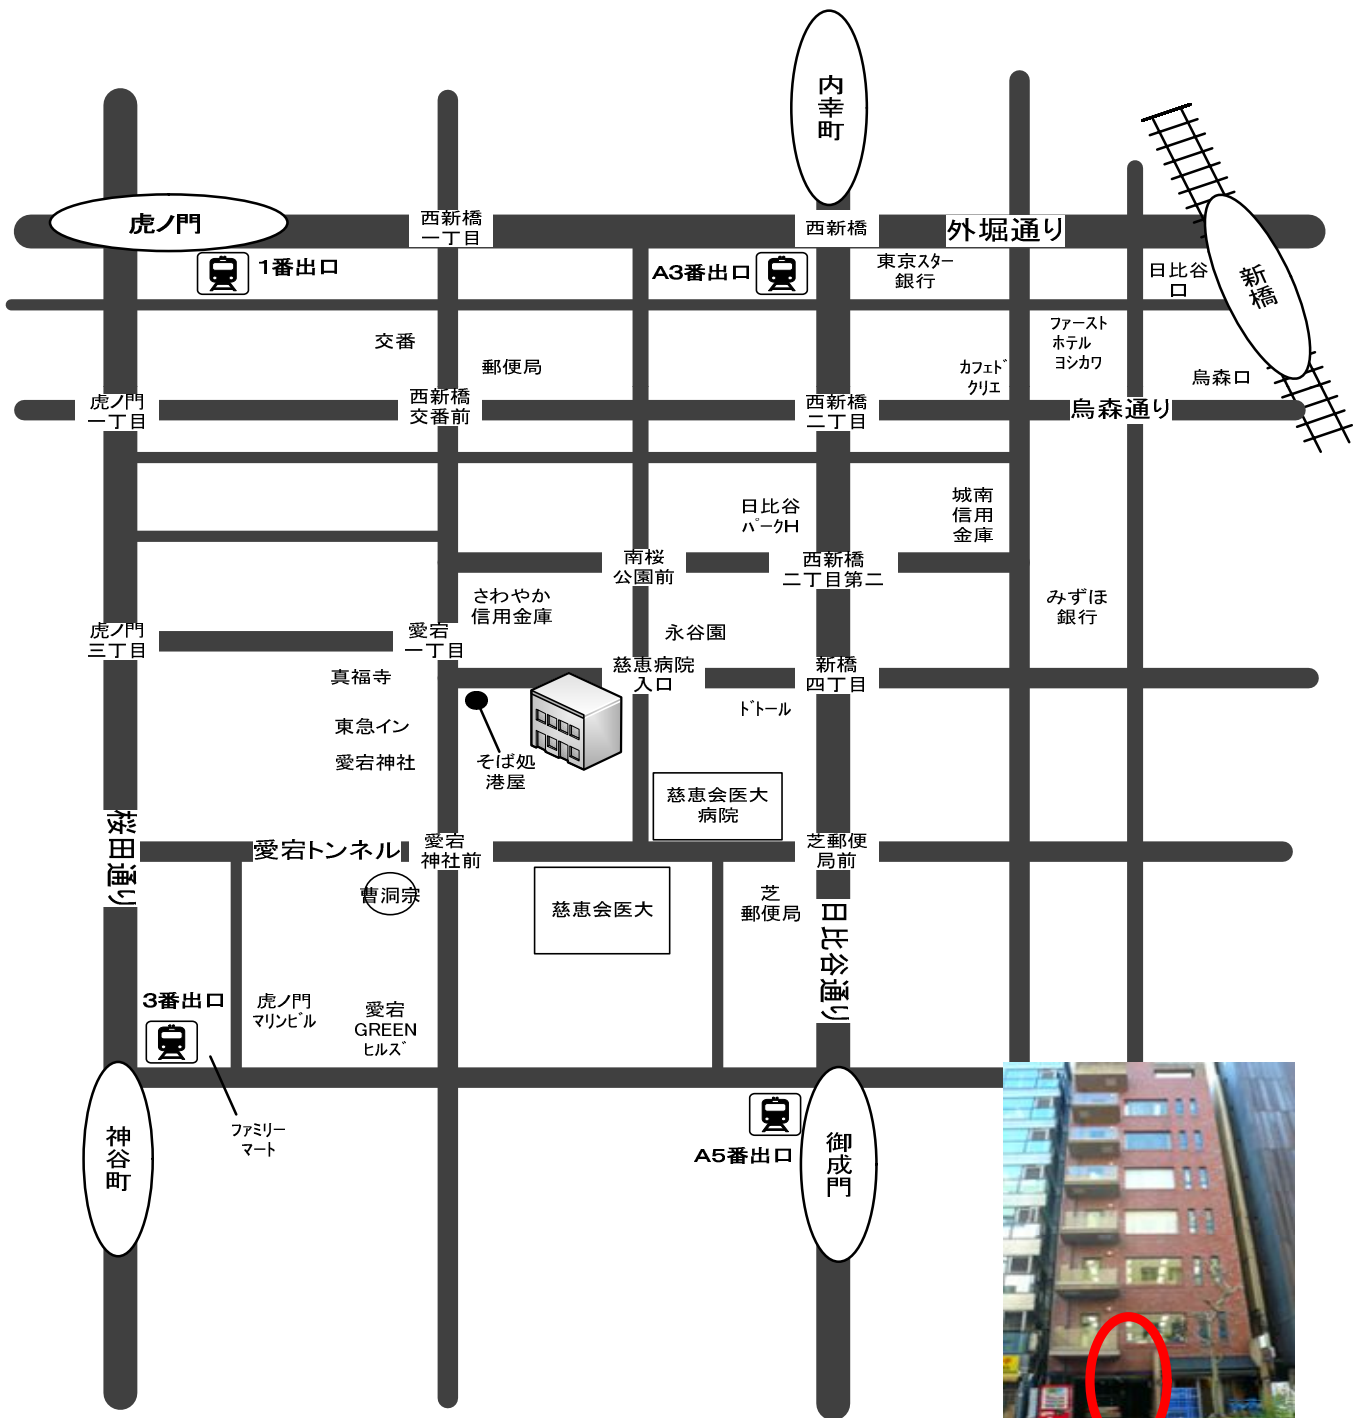 内幸町
虎ノ門
西新橋
一丁目
西新橋
外堀通り
1番出口
A3番出口
東京スター
銀行
日比谷
口
新橋
交番
郵便局
ファースト
ホテル
ヨシカワ
カフェド
クリエ
烏森口
虎ノ門
一丁目
西新橋
交番前
西新橋
二丁目
烏森通り
日比谷
パークH
城南
信用
金庫
南桜
公園前
西新橋
二丁目第二
さわやか
信用金庫
みずほ
銀行
虎ノ門
三丁目
愛宕
一丁目
永谷園
慈恵病院
入口
新橋
四丁目
真福寺
東急イン
愛宕神社
そば処
港屋
ドトール
慈恵会医大
病院
桜田通り
愛宕トンネル
愛宕
神社前
芝郵便
局前
曹洞宗
慈恵会医大
芝
郵便局
日比谷通り
3番出口
虎ノ門
マリンビル
愛宕
GREEN
ヒルズ
ファミリー
マート
神谷町
A5番出口
御成門